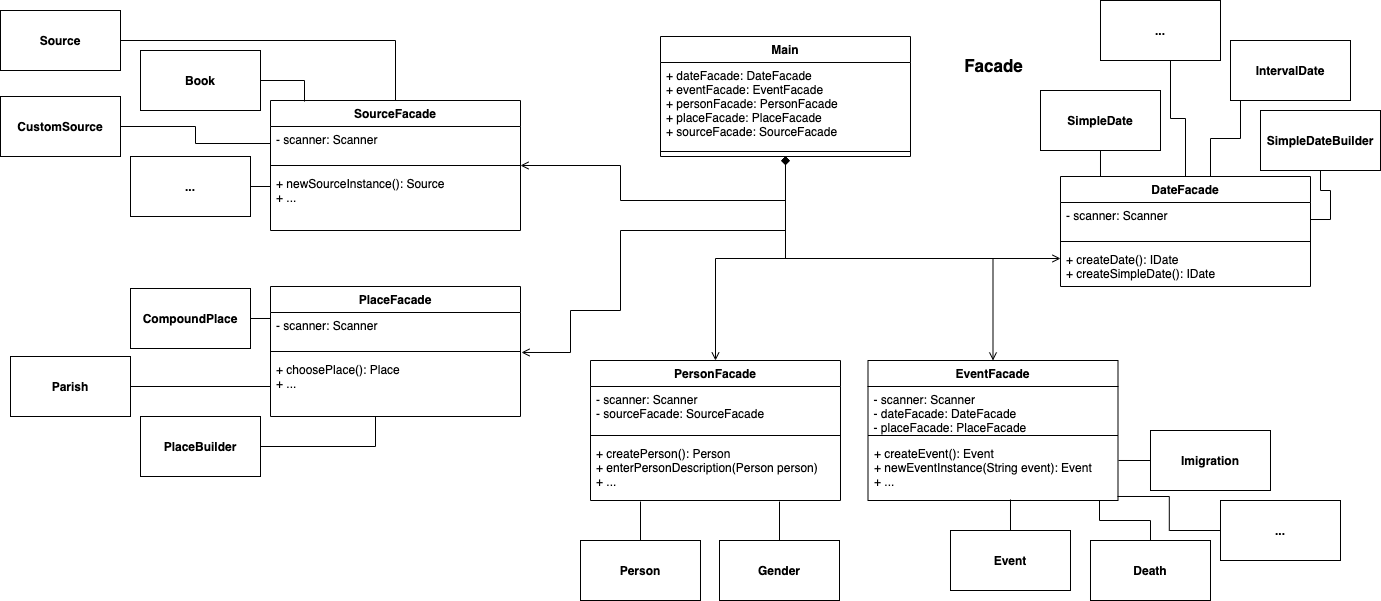 Source
Book
CustomSource
...
SourceFacade
- scanner: Scanner
+ newSourceInstance(): Source
+ ...
Main
+ dateFacade: DateFacade
+ eventFacade: EventFacade
+ personFacade: PersonFacade
+ placeFacade: PlaceFacade
+ sourceFacade: SourceFacade
Facade
...
IntervalDate
SimpleDate
SimpleDateBuilder
DateFacade
- scanner: Scanner
+ createDate(): IDate
+ createSimpleDate(): IDate
CompoundPlace
Parish
PlaceBuilder
PlaceFacade
- scanner: Scanner
+ choosePlace(): Place
+ ...
PersonFacade
- scanner: Scanner
- sourceFacade: SourceFacade
+ createPerson(): Person
+ enterPersonDescription(Person person)
+ ...
Person
Gender
EventFacade
- scanner: Scanner
- dateFacade: DateFacade
- placeFacade: PlaceFacade
+ createEvent(): Event
+ newEventInstance(String event): Event
+ ...
Imigration
...
Event
Death